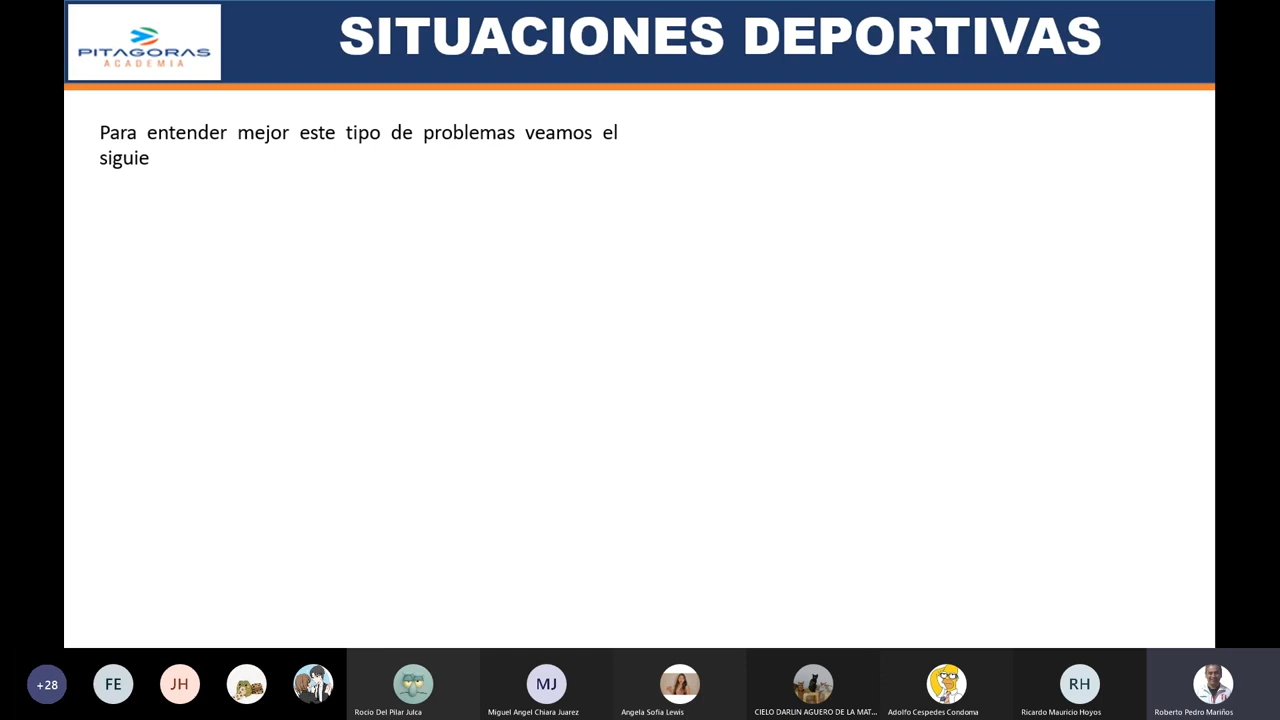 PITAGORAS
ACADEMIA
SITUACIONES DEPORTIVAS
Para entender mejor este tipo de problemas veamos el
siguie
+28
FE
JH
MJ
RH
Rocio Del Pilar Julca
Miguel Angel Chiara Juarez
Angela Sofia Lewis
CIELO DARLIN AGUERO DE LA MAT...
Adolfo Cespedes Condoma
Ricardo Mauricio Hoyos
Roberto Pedro Mariños